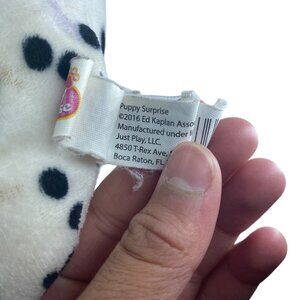 Puppy Surprise
©2016 Ed Kaplan Asso
Manufactured under l
Just Play, LLC.
4850 T-Rex Ave
Boca Raton, FL